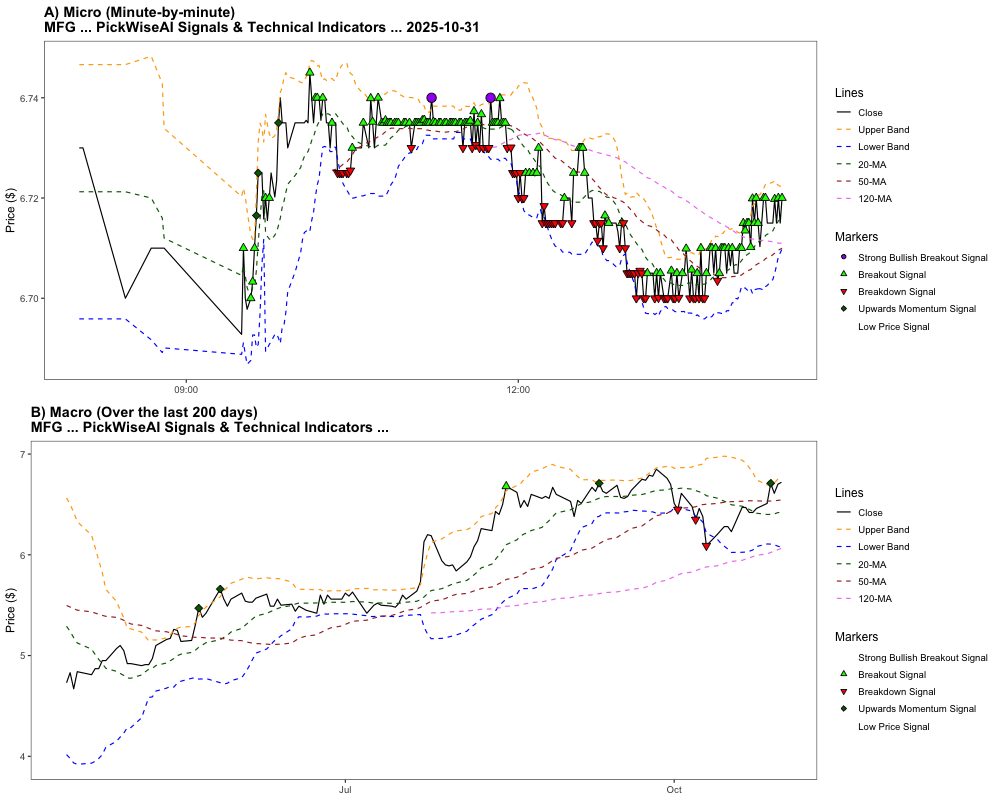 A) Micro (Minute-by-minute)
MFG ... PickWiseAI Signals & Technical Indicators ... 2025-10-31
Price ($)
6.74
6.72
6.70
09:00
12:00
Lines
Close
Upper Band
Lower Band
20-MA
50-MA
120-MA
Markers
Strong Bullish Breakout Signal
Breakout Signal
Breakdown Signal
Upwards Momentum Signal
Low Price Signal
B) Macro (Over the last 200 days)
MFG ... PickWiseAI Signals & Technical Indicators ...
Price ($)
7
6
5
4
Jul
Oct
Lines
Close
Upper Band
Lower Band
20-MA
50-MA
120-MA
Markers
Strong Bullish Breakout Signal
Breakout Signal
Breakdown Signal
Upwards Momentum Signal
Low Price Signal